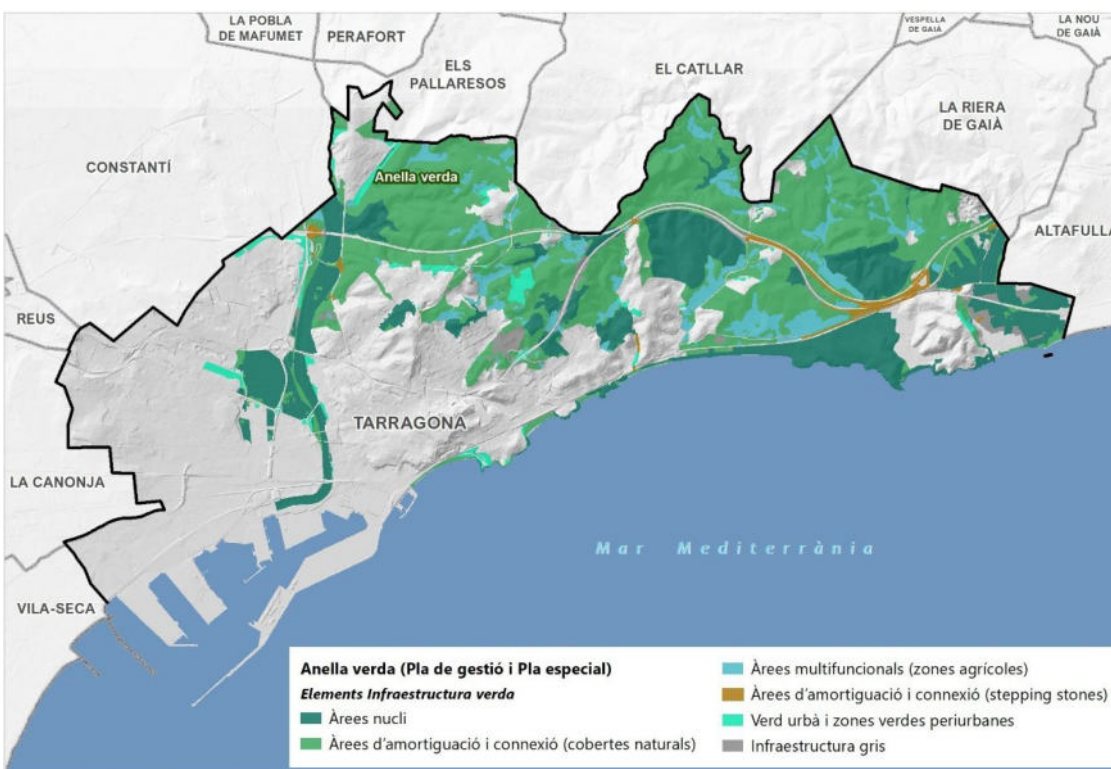 LA POBLA
DE MAFUMET
PERAFORT
ELS
PALLARESOS
EL CATLLAR
VESPELLA
DE GAIÀ
LA NOU
DE GAIÀ
LA RIERA
DE GAIÀ
CONSTANTÍ
Anella verda
ALTAFULLA
REUS
TARRAGONA
LA CANONJA
Mar Mediterrània
VILA-SECA
Anella verda (Pla de gestió i Pla especial)
Elements Infraestructura verda
Àrees nucli
Àrees d'amortiguació i connexió (cobertes naturals)
Àrees multifuncionals (zones agrícoles)
Àrees d'amortiguació i connexió (stepping stones)
Verd urbà i zones verdes periurbanes
Infraestructura gris